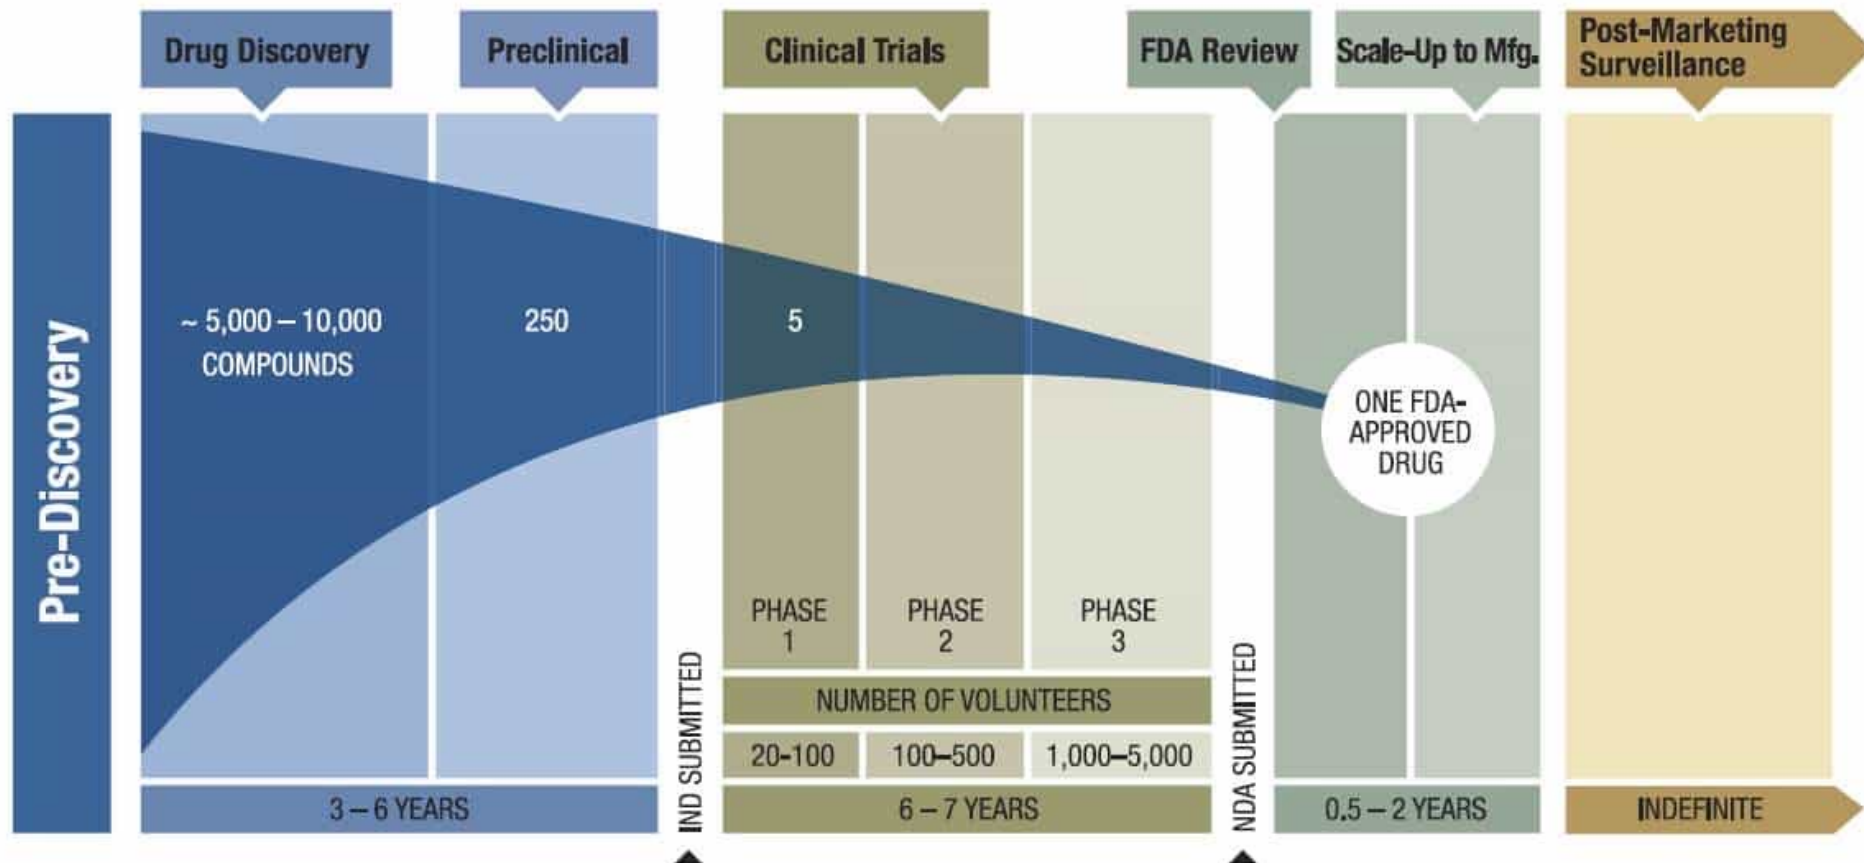 Drug Discovery
Preclinical
Clinical Trials
FDA Review
Scale-Up to Mfg.
Post-Marketing
Surveillance
Pre-Discovery
~ 5,000 – 10,000
COMPOUNDS
250
5
ONE FDA-
APPROVED
DRUG
PHASE
1
PHASE
2
PHASE
3
IND SUBMITTED
NUMBER OF VOLUNTEERS
20-100
100–500
1,000–5,000
NDA SUBMITTED
3 – 6 YEARS
6 – 7 YEARS
0.5 – 2 YEARS
INDEFINITE